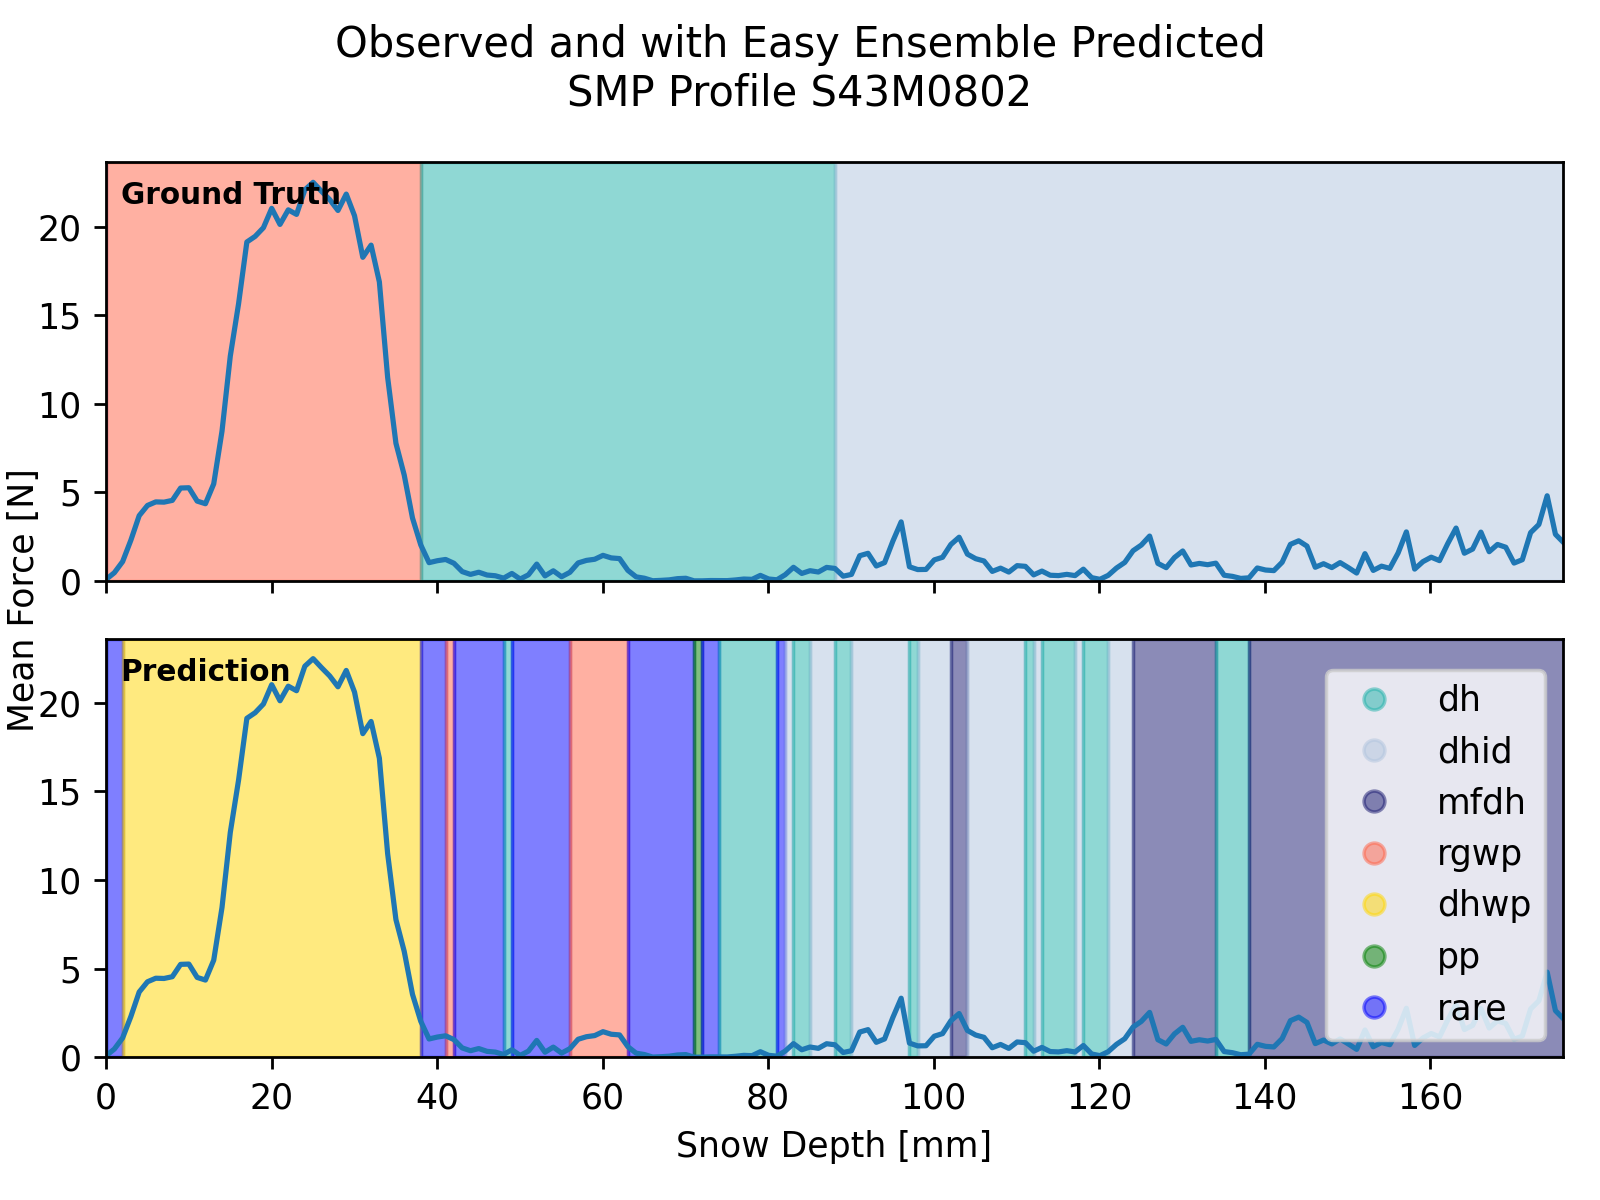 Observed and with Easy Ensemble Predicted
SMP Profile S43M0802
Ground Truth
20
15
10
5
0
Mean Force [N]
Prediction
20
15
10
5
0
dh
dhid
mfdh
rgwp
dhwp
pp
rare
0 20 40 60 80 100 120 140 160
Snow Depth [mm]